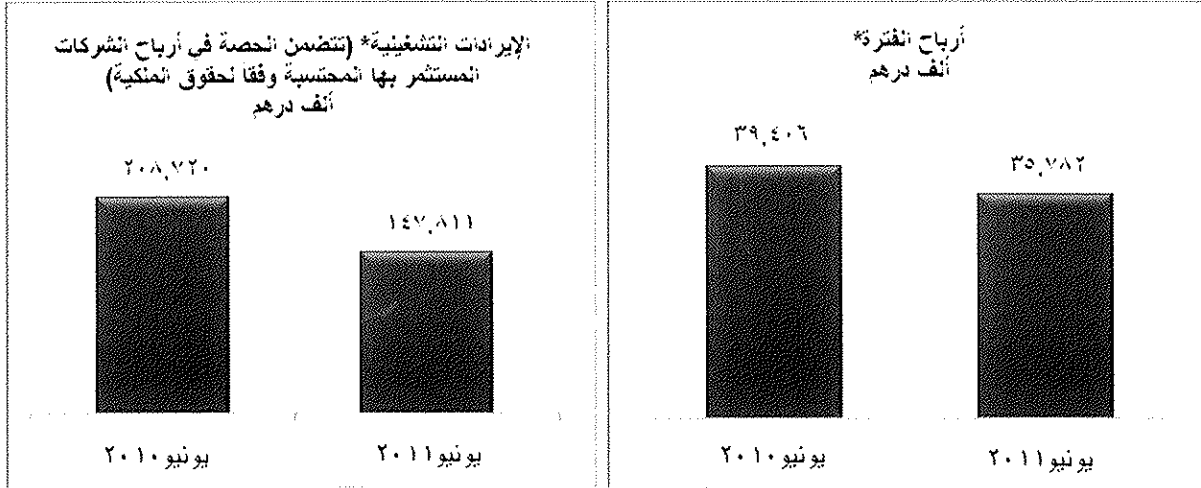 أرباح الفترة*
ألف درهم
٣٩,٤٠٦
٣٥,٧٨٢
يونيو ٢٠١٠
يونيو ٢٠١١
الإيرادات التشغيلية* (تتضمن الحصة في أرباح الشركات
المستثمر بها المحتسبة وفقاً لحقوق الملكية)
ألف درهم
٢٠٨,٧٢٠
١٤٧,٨١١
يونيو ٢٠١٠
يونيو ٢٠١١